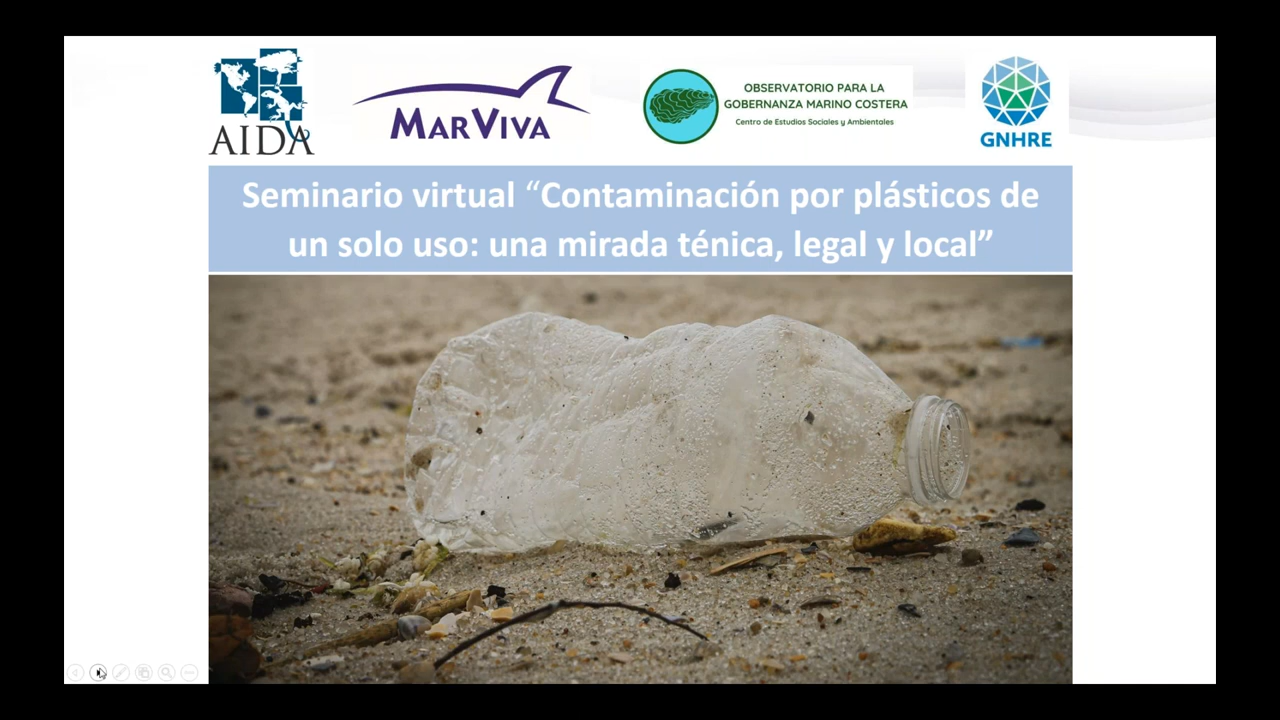 AIDA
MARVIVA
OBSERVATORIO PARA LA
GOBERNANZA MARINO COSTERA
Centro de Estudios Sociales y Ambientales
GNHRE
Seminario virtual “Contaminación por plásticos de
un solo uso: una mirada ténica, legal y local”